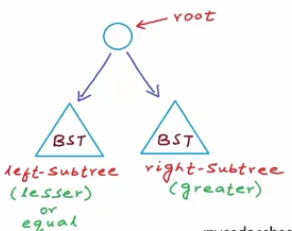 root
BST
BST
left-Subtree
right-Subtree
(lesser)
(greater)
or
equal